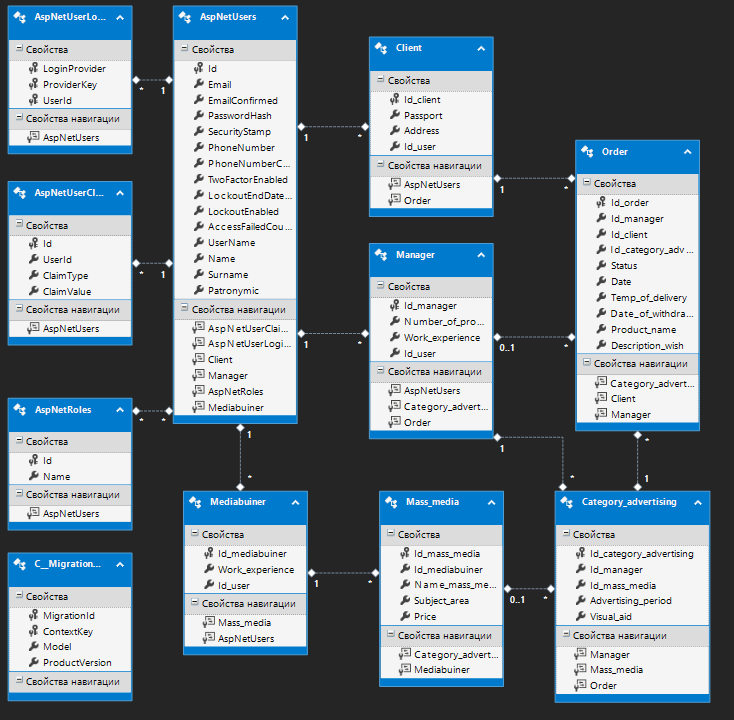 AspNetUserLo...
Свойства
LoginProvider
ProviderKey
UserId
Свойства навигации
AspNetUsers
* 1
AspNetUserCl...
Свойства
Id
UserId
ClaimType
ClaimValue
Свойства навигации
AspNetUsers
* 1
AspNetRoles
Свойства
Id
Name
Свойства навигации
AspNetUsers
* *
C__Migration...
Свойства
MigrationId
ContextKey
Model
ProductVersion
Свойства навигации
AspNetUsers
Свойства
Id
Email
EmailConfirmed
PasswordHash
SecurityStamp
PhoneNumber
PhoneNumberC...
TwoFactorEnabled
LockoutEndDate...
LockoutEnabled
AccessFailedCou...
UserName
Name
Surname
Patronymic
Свойства навигации
AspNetUserClai...
AspNetUserLogi...
Client
Manager
AspNetRoles
Mediabuiner
1 *
1 *
1
*
Client
Свойства
Id_client
Passport
Address
Id_user
Свойства навигации
AspNetUsers
Order
1 *
Manager
Свойства
Id_manager
Number_of_pro...
Work_experience
Id_user
Свойства навигации
AspNetUsers
Category_advert...
Order
0..1 *
1
*
Order
Свойства
Id_order
Id_manager
Id_client
Id_category_adv...
Status
Date
Temp_of_delivery
Date_of_withdra...
Product_name
Description_wish
Свойства навигации
Category_advert...
Client
Manager
*
1
Mediabuiner
Свойства
Id_mediabuiner
Work_experience
Id_user
Свойства навигации
Mass_media
AspNetUsers
1 *
Mass_media
Свойства
Id_mass_media
Id_mediabuiner
Name_mass_me...
Subject_area
Price
Свойства навигации
Category_advert...
Mediabuiner
0..1 *
Category_advertising
Свойства
Id_category_advertising
Id_manager
Id_mass_media
Advertising_period
Visual_aid
Свойства навигации
Manager
Mass_media
Order